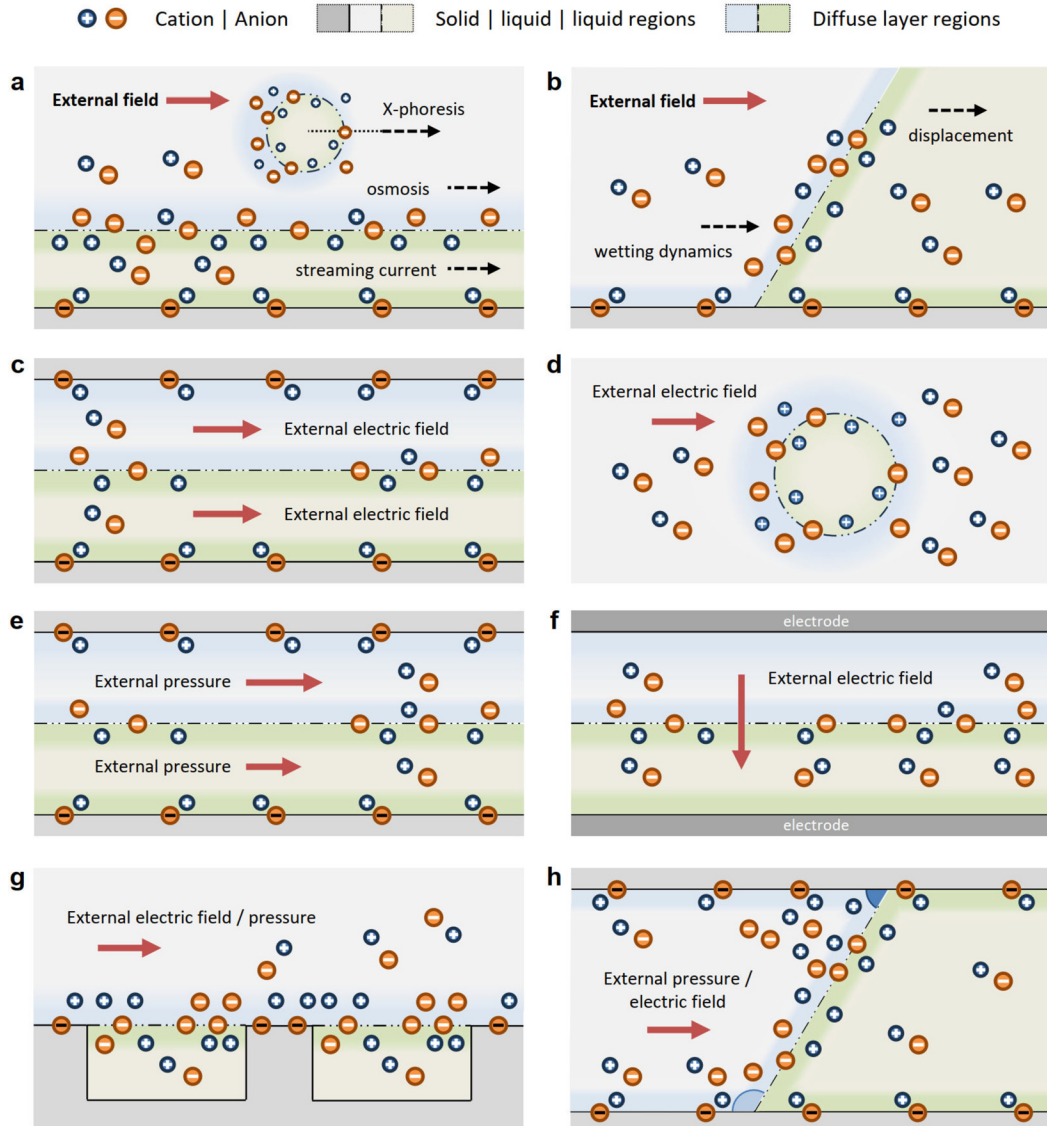 Cation | Anion
Solid | liquid | liquid regions
Diffuse layer regions
a
External field
X-phoresis
osmosis
streaming current
b
External field
displacement
wetting dynamics
c
External electric field
External electric field
d
External electric field
e
External pressure
External pressure
f
electrode
External electric field
electrode
g
External electric field / pressure
h
External pressure /
electric field